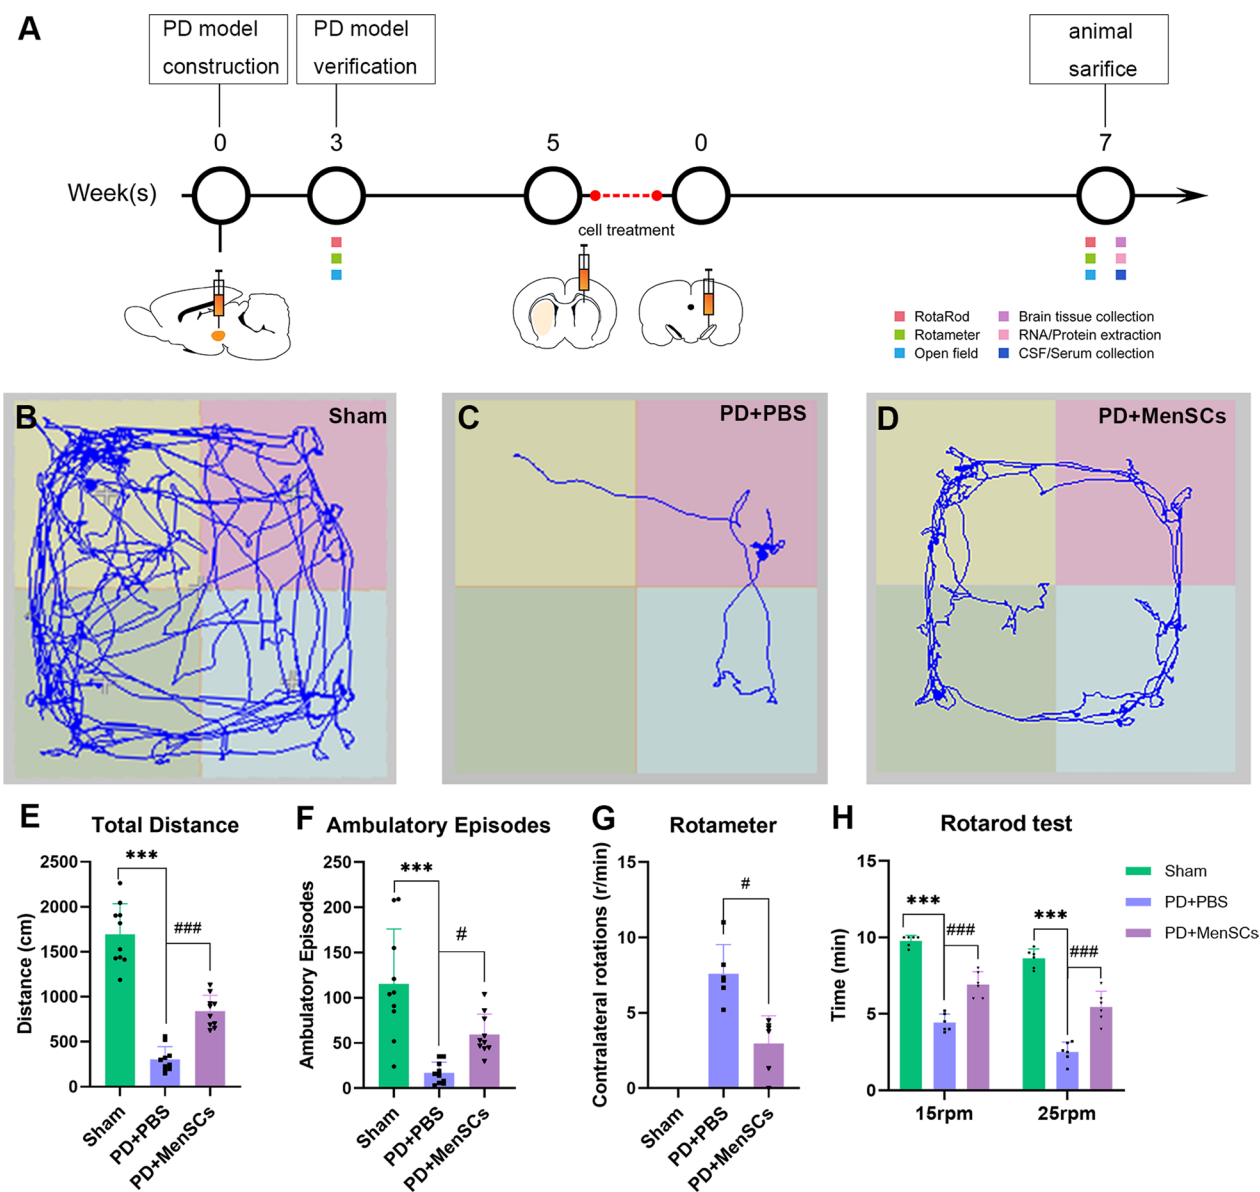 A
PD model
construction
PD model
verification
animal
sarifice
0
3
5
0
7
Week(s)
cell treatment
RotaRod
Rotameter
Open field
Brain tissue collection
RNA/Protein extraction
CSF/Serum collection
B
Sham
C
PD+PBS
D
PD+MenSCs
E
Total Distance
Distance (cm)
2500
2000
1500
1000
500
0
***
###
Sham
PD+PBS
PD+MenSCs
F
Ambulatory Episodes
Ambulatory Episodes
250
200
150
100
50
0
***
#
Sham
PD+PBS
PD+MenSCs
G
Rotameter
Contralateral rotations (r/min)
15
10
5
0
#
Sham
PD+PBS
PD+MenSCs
H
Rotarod test
Time (min)
15
10
5
0
***
###
***
###
15rpm
25rpm
Sham
PD+PBS
PD+MenSCs